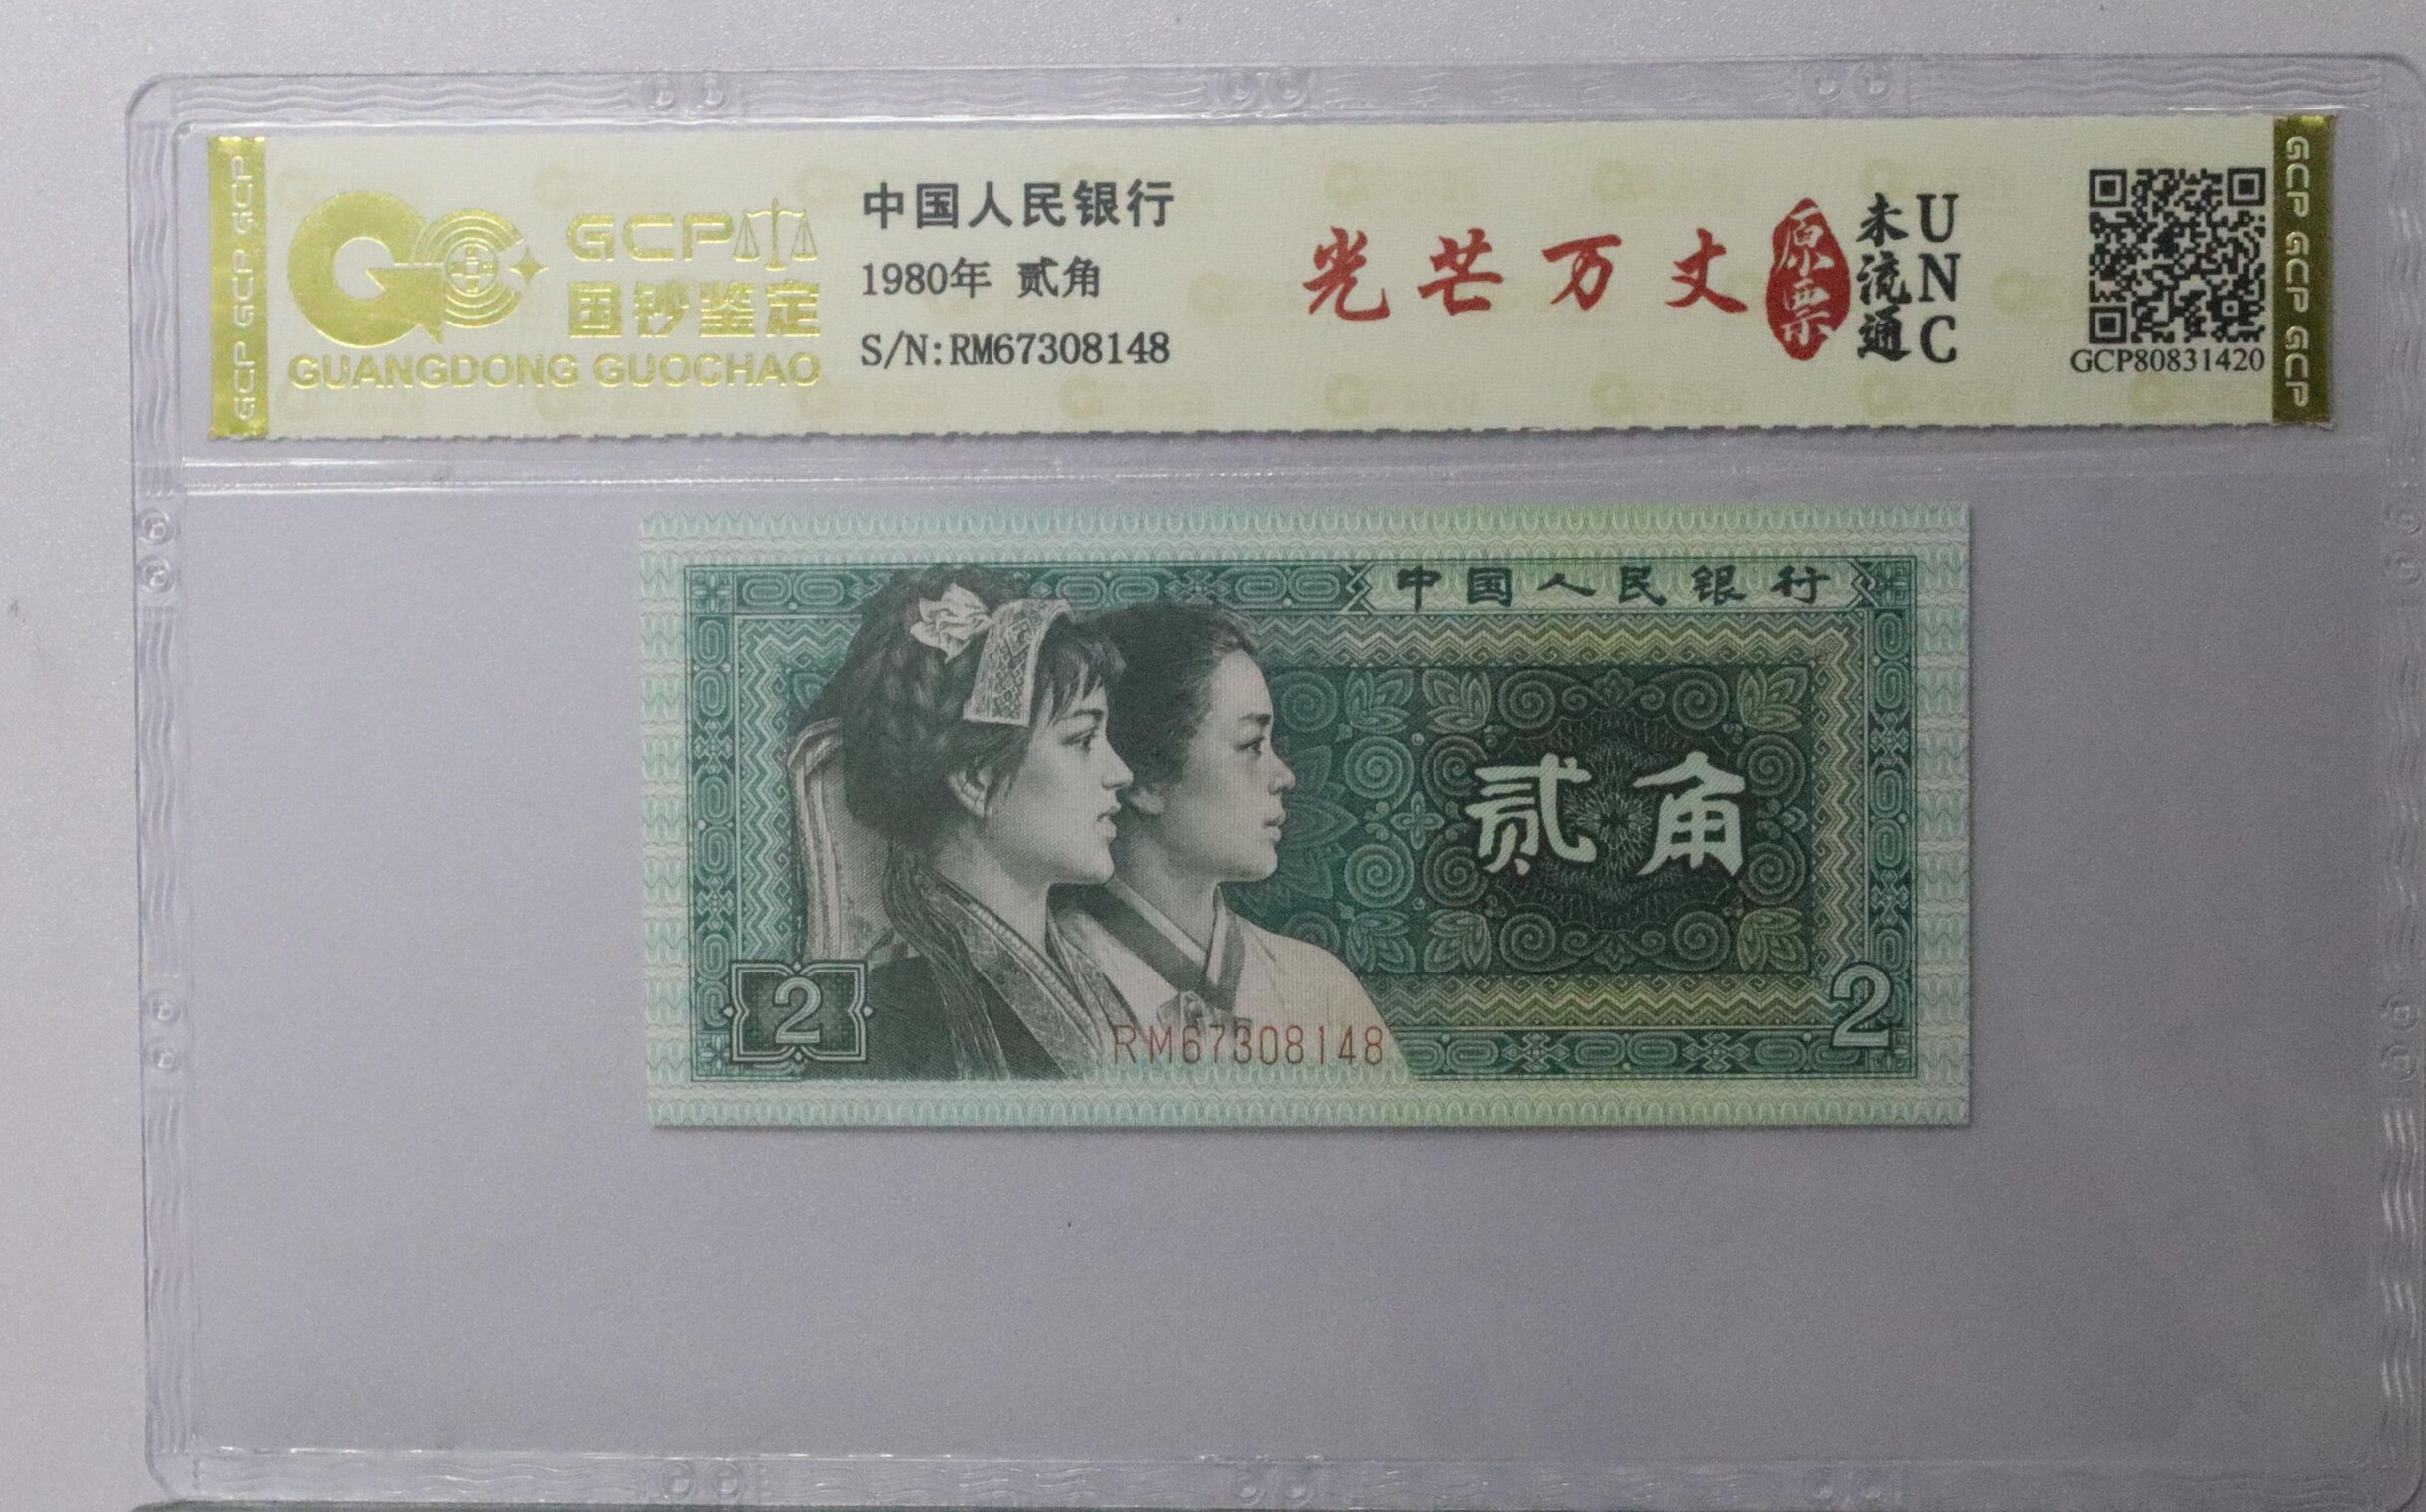 GCP GCP GCP
GCP
国钞鉴定
GUANGDONG GUOCHAO
中国人民银行
1980年 贰角
S/N:RM67308148
光芒万丈
原票
未流通
UNC
GCP80831420
GCP GCP GCP
中国人民银行
贰角
2
RM67308148
2